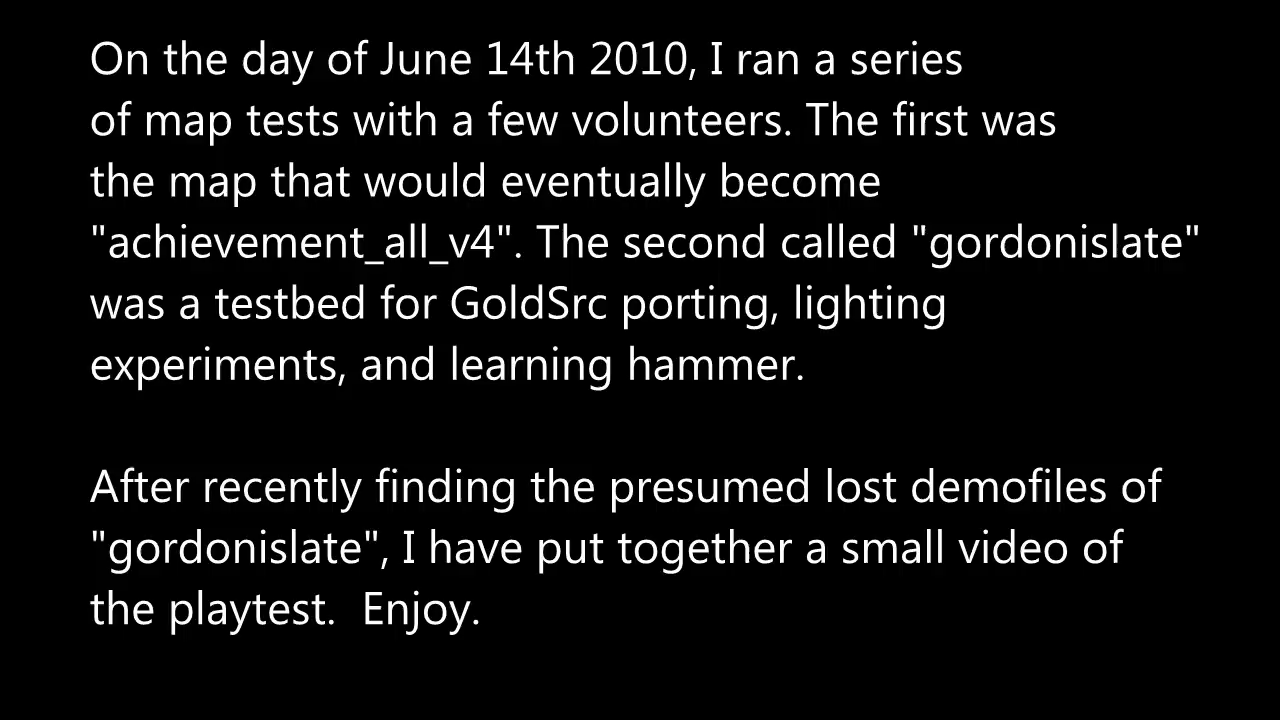 On the day of June 14th 2010, I ran a series
of map tests with a few volunteers. The first was
the map that would eventually become
"achievement_all_v4". The second called "gordonislate"
was a testbed for GoldSrc porting, lighting
experiments, and learning hammer.
After recently finding the presumed lost demofiles of
"gordonislate", I have put together a small video of
the playtest.  Enjoy.